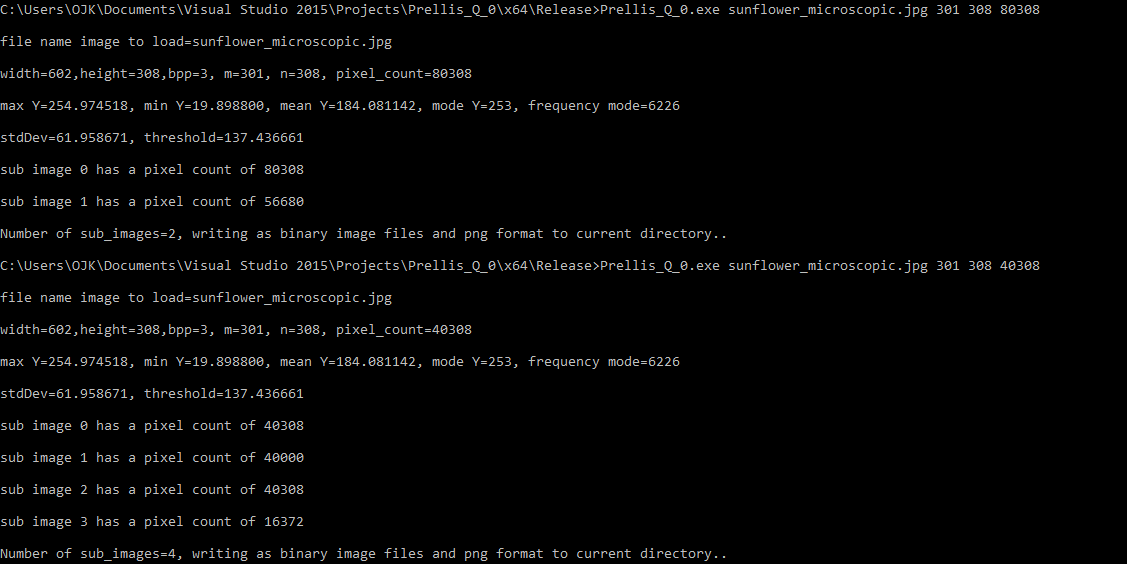 C:\Users\OJK\Documents\Visual Studio 2015\Projects\Prellis_Q_0\x64\Release>Prellis_Q_0.exe sunflower_microscopic.jpg 301 308 80308
file name image to load=sunflower_microscopic.jpg
width=602,height=308,bpp=3, m=301, n=308, pixel_count=80308
max Y=254.974518, min Y=19.898800, mean Y=184.081142, mode Y=253, frequency mode=6226
stdDev=61.958671, threshold=137.436661
sub image 0 has a pixel count of 80308
sub image 1 has a pixel count of 56680
Number of sub_images=2, writing as binary image files and png format to current directory..
C:\Users\OJK\Documents\Visual Studio 2015\Projects\Prellis_Q_0\x64\Release>Prellis_Q_0.exe sunflower_microscopic.jpg 301 308 40308
file name image to load=sunflower_microscopic.jpg
width=602,height=308,bpp=3, m=301, n=308, pixel_count=40308
max Y=254.974518, min Y=19.898800, mean Y=184.081142, mode Y=253, frequency mode=6226
stdDev=61.958671, threshold=137.436661
sub image 0 has a pixel count of 40308
sub image 1 has a pixel count of 40000
sub image 2 has a pixel count of 40308
sub image 3 has a pixel count of 16372
Number of sub_images=4, writing as binary image files and png format to current directory..